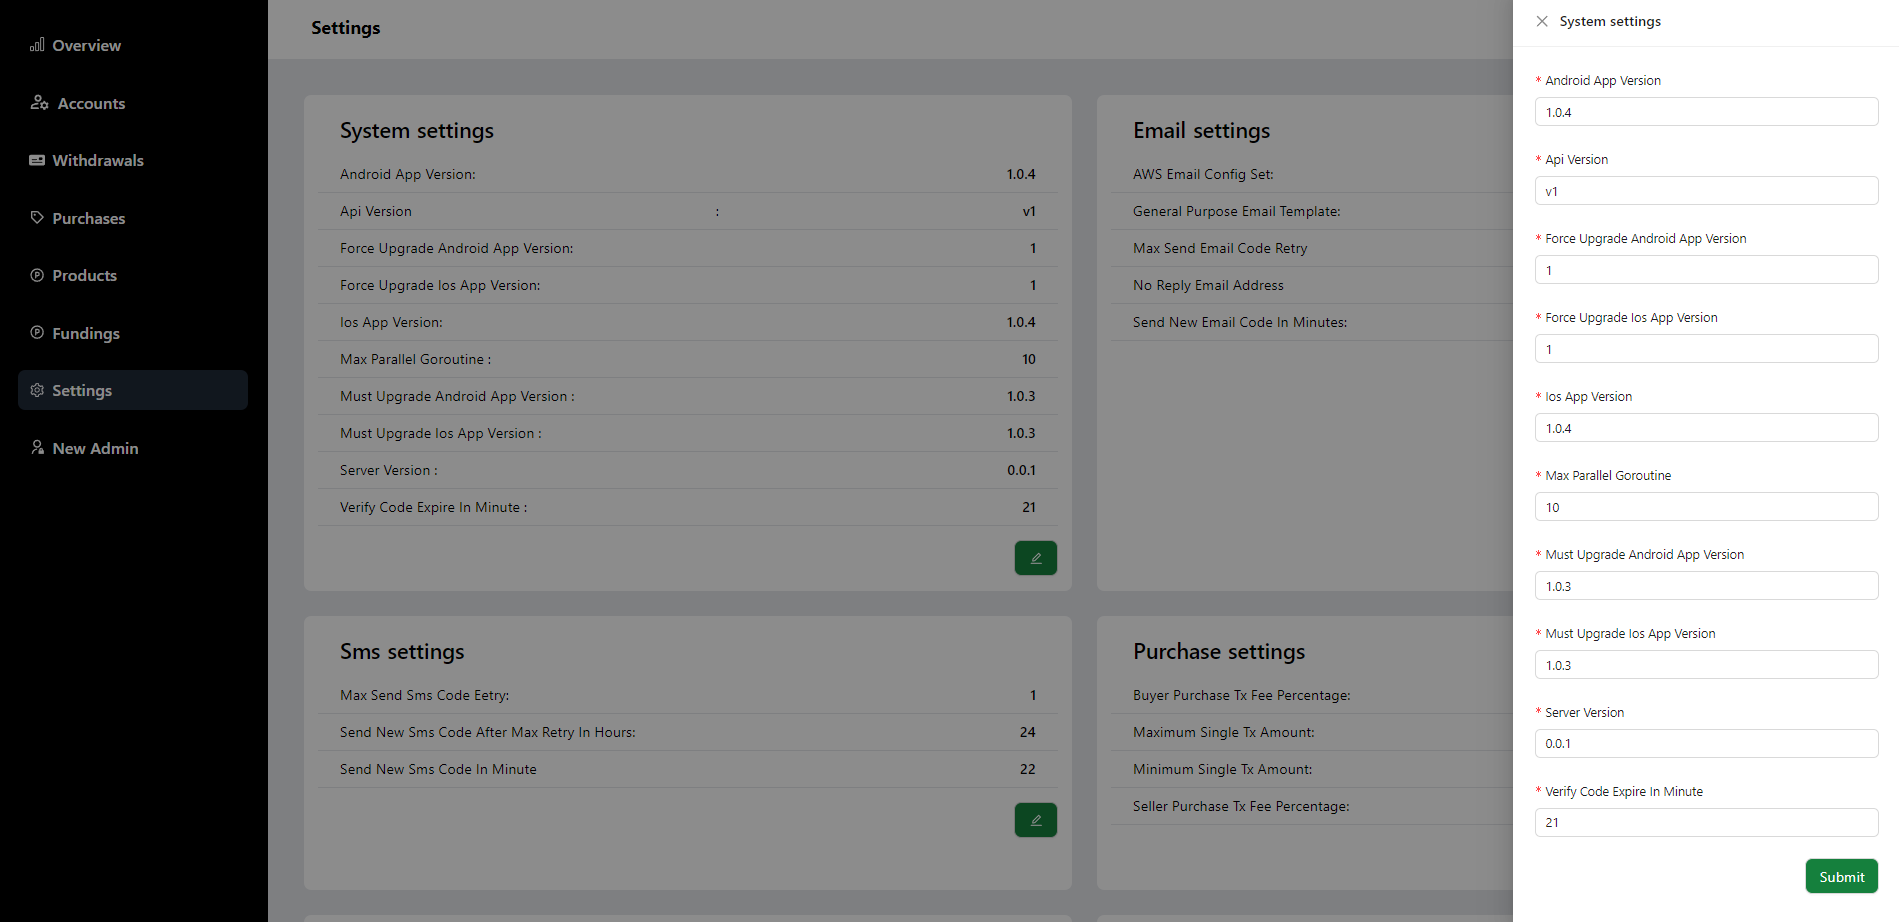 Overview
Accounts
Withdrawals
Purchases
Products
Fundings
Settings
New Admin
Settings
System settings
Android App Version: 1.0.4
Api Version : v1
Force Upgrade Android App Version: 1
Force Upgrade Ios App Version: 1
Ios App Version: 1.0.4
Max Parallel Goroutine : 10
Must Upgrade Android App Version : 1.0.3
Must Upgrade Ios App Version : 1.0.3
Server Version : 0.0.1
Verify Code Expire In Minute : 21
Email settings
AWS Email Config Set:
General Purpose Email Template:
Max Send Email Code Retry
No Reply Email Address
Send New Email Code In Minutes:
Sms settings
Max Send Sms Code Eetry: 1
Send New Sms Code After Max Retry In Hours: 24
Send New Sms Code In Minute 22
Purchase settings
Buyer Purchase Tx Fee Percentage:
Maximum Single Tx Amount:
Minimum Single Tx Amount:
Seller Purchase Tx Fee Percentage:
System settings
* Android App Version
1.0.4
* Api Version
v1
* Force Upgrade Android App Version
1
* Force Upgrade Ios App Version
1
* Ios App Version
1.0.4
* Max Parallel Goroutine
10
* Must Upgrade Android App Version
1.0.3
* Must Upgrade Ios App Version
1.0.3
* Server Version
0.0.1
* Verify Code Expire In Minute
21
Submit